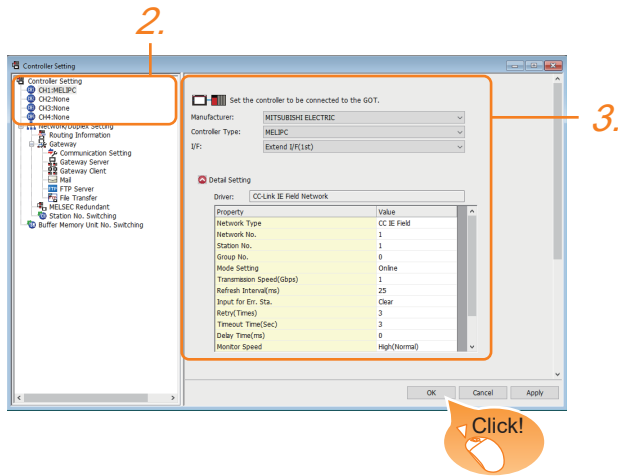 2.
Controller Setting
Controller Setting
CH1:MELIPC
CH2:None
CH3:None
CH4:None
Network/Duplex Setting
Routing Information
Gateway
Communication Setting
Gateway Server
Gateway Client
Mail
FTP Server
File Transfer
MELSEC Redundant
Station No. Switching
Buffer Memory Unit No. Switching
Set the controller to be connected to the GOT.
Manufacturer: MITSUBISHI ELECTRIC
Controller Type: MELIPC
I/F: Extend I/F(1st)
Detail Setting
Driver: CC-Link IE Field Network
Property Value
Network Type CC IE Field
Network No. 1
Station No. 1
Group No. 0
Mode Setting Online
Transmission Speed(Gbps) 1
Refresh Interval(ms) 25
Input for Err. Sta. Clear
Retry(Times) 3
Timeout Time(Sec) 3
Delay Time(ms) 0
Monitor Speed High(Normal)
3.
OK Cancel Apply
Click!